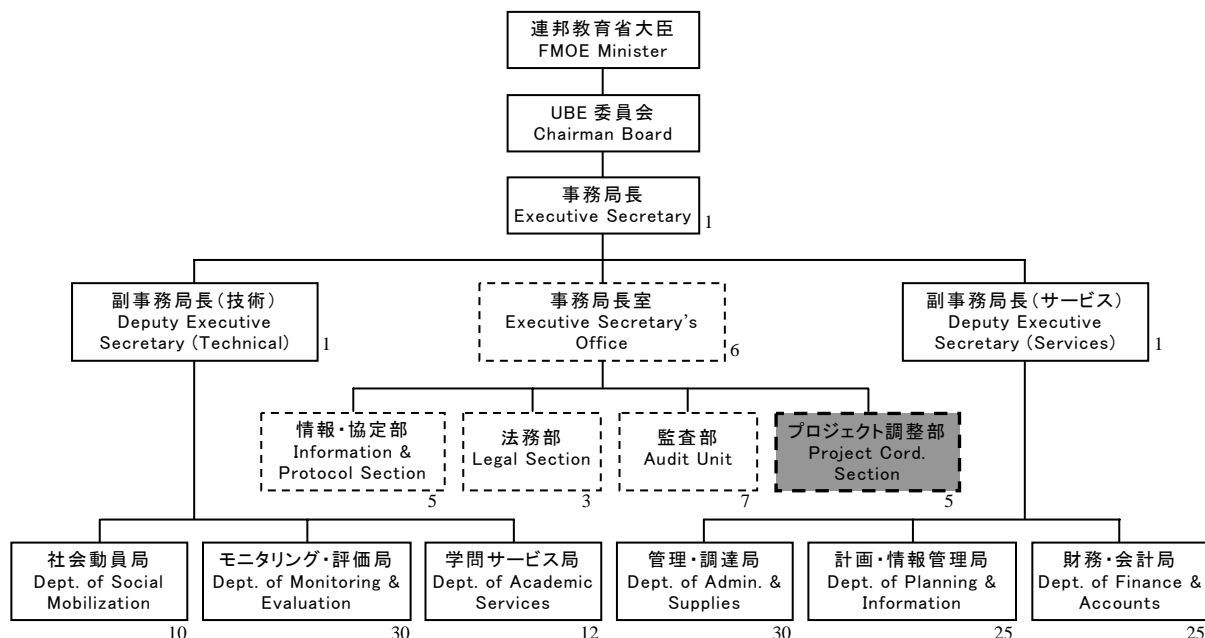 連邦教育省大臣
FMOE Minister
UBE 委員会
Chairman Board
事務局長
Executive Secretary
1
副事務局長(技術)
Deputy Executive
Secretary (Technical)
1
事務局長室
Executive Secretary's
Office
6
副事務局長(サービス)
Deputy Executive
Secretary (Services)
1
情報・協定部
Information &
Protocol Section
5
法務部
Legal Section
3
監査部
Audit Unit
7
プロジェクト調整部
Project Cord.
Section
5
社会動員局
Dept. of Social
Mobilization
10
モニタリング・評価局
Dept. of Monitoring &
Evaluation
30
学問サービス局
Dept. of Academic
Services
12
管理・調達局
Dept. of Admin. &
Supplies
30
計画・情報管理局
Dept. of Planning &
Information
25
財務・会計局
Dept. of Finance &
Accounts
25